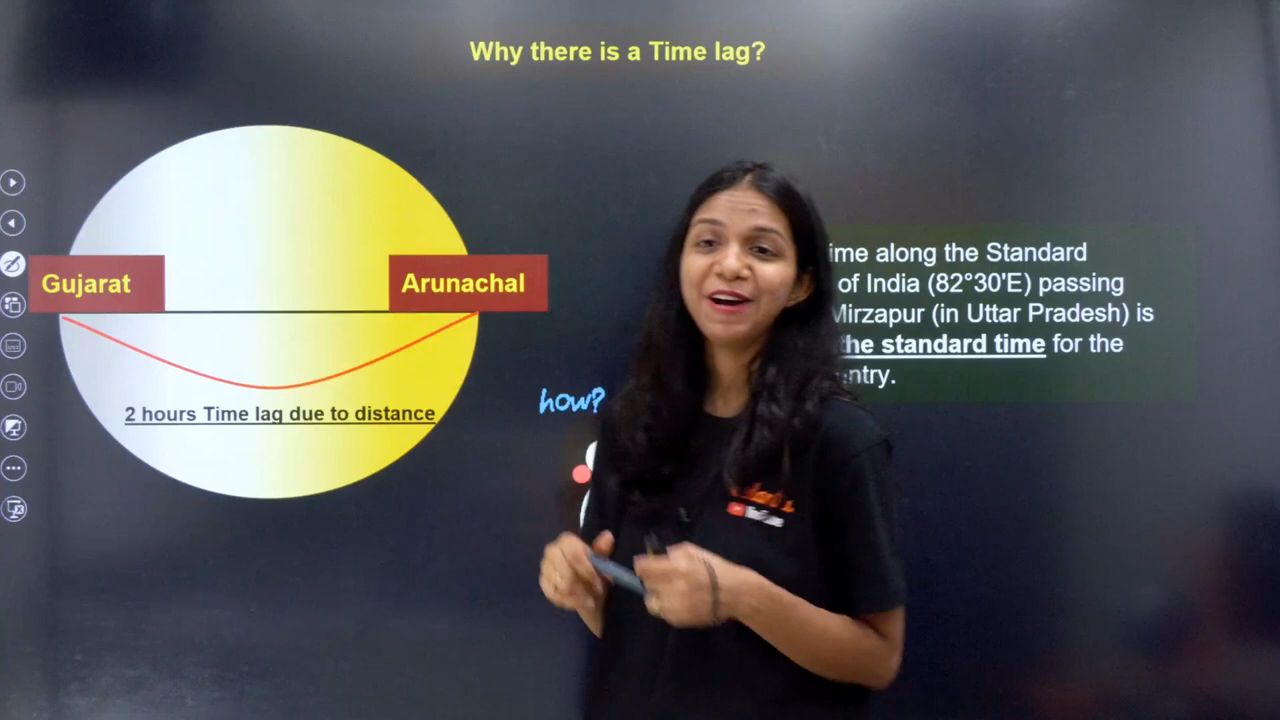 Why there is a Time lag?
Gujarat
Arunachal
2 hours Time lag due to distance
how?
ime along the Standard
of India (82°30'E) passing
Mirzapur (in Uttar Pradesh) is
the standard time for the
ntry.